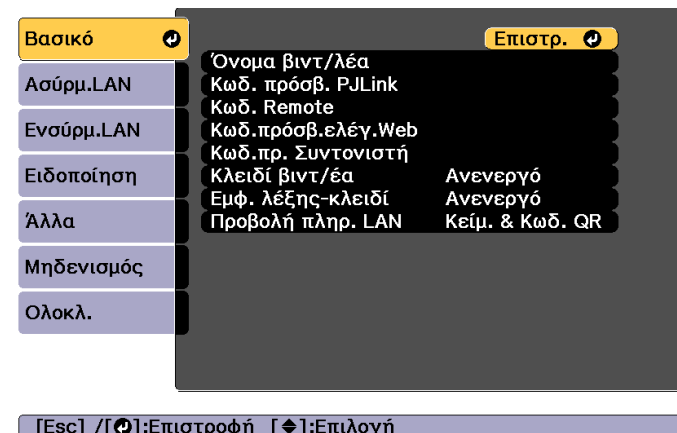 Βασικό
Επιστρ.
Όνομα βιντ/λέα
Ασύρμ.LAN
Κωδ. πρόσβ. PJLink
Κωδ. Remote
Ενσύρμ.LAN
Κωδ.πρόσβ.ελέγ.Web
Κωδ.πρ. Συντονιστή
Ειδοποίηση
Κλειδί βιντ/έα Ανενεργό
Εμφ. λέξης-κλειδί Ανενεργό
Άλλα
Προβολή πληρ. LAN Κείμ. & Κωδ. QR
Μηδενισμός
Ολοκλ.
[Esc] /[⏎]:Επιστροφή [◆]:Επιλογή